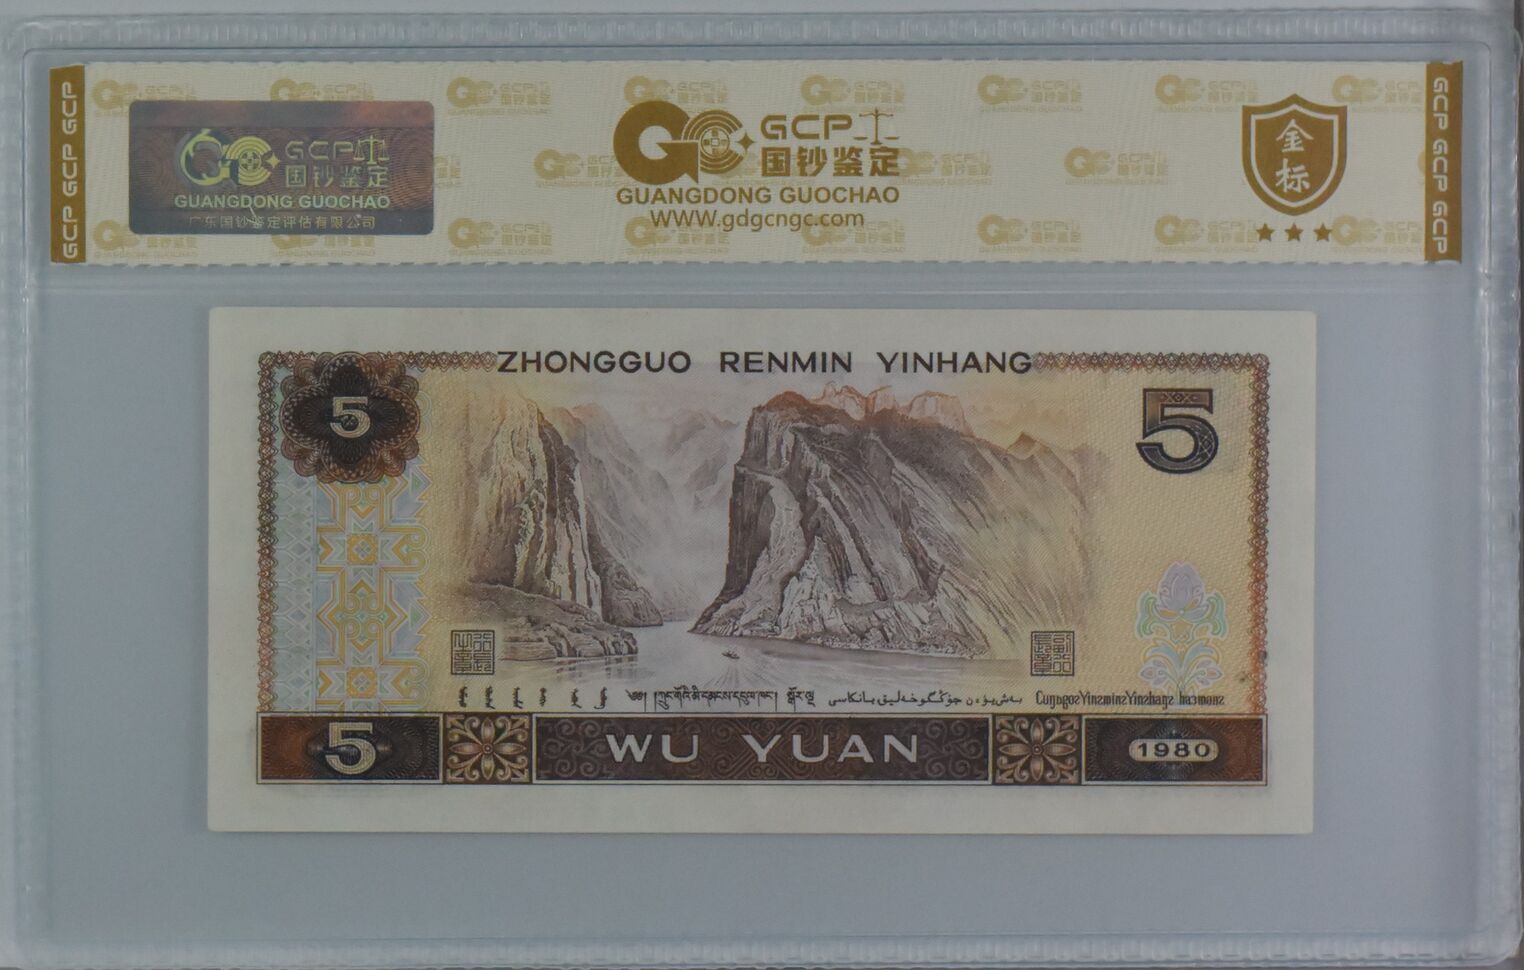 GCP GCP GCP
GCP
国钞鉴定
GUANGDONG GUOCHAO
广东国钞鉴定评估有限公司
GCP
国钞鉴定
GUANGDONG GUOCHAO
WWW.gdgcngc.com
金标
GCP GCP GCP
ZHONGGUO RENMIN YINHANG
5
5
5 WU YUAN 1980